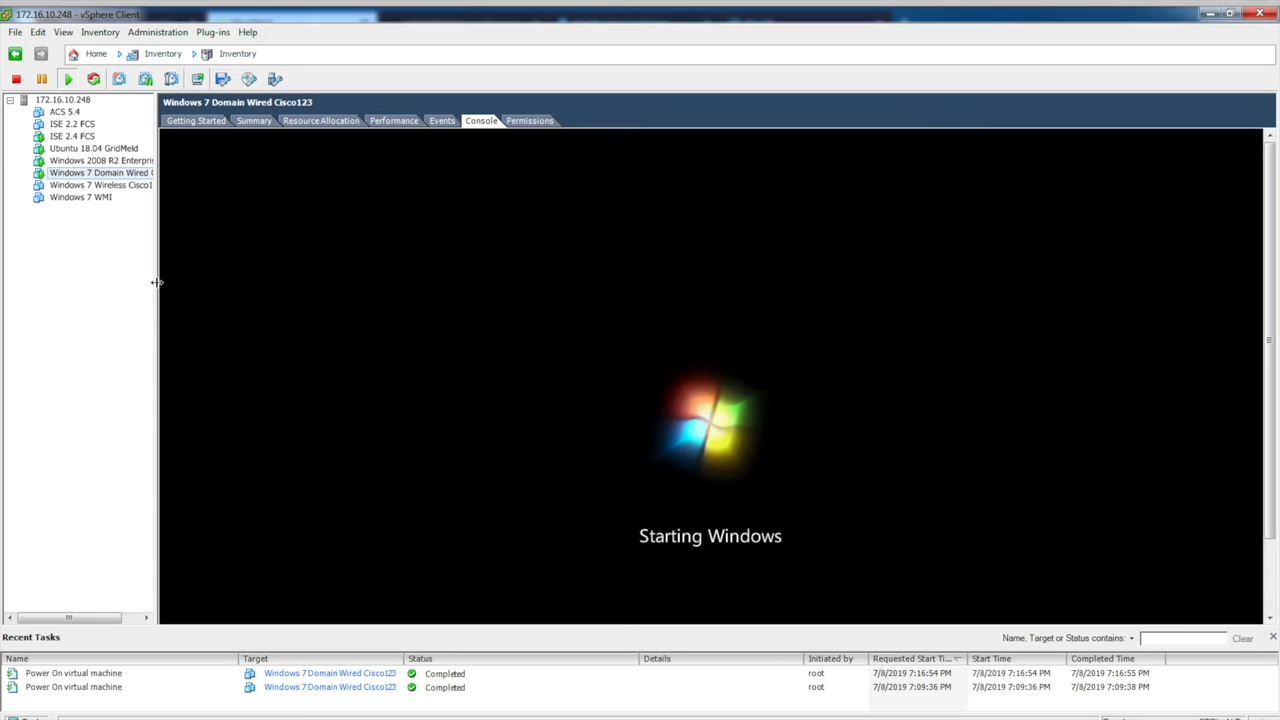 172.16.10.248 - vSphere Client
File Edit View Inventory Administration Plug-ins Help
Home Inventory Inventory
172.16.10.248
ACS 5.4
ISE 2.2 FCS
ISE 2.4 FCS
Ubuntu 18.04 GridMeld
Windows 2008 R2 Enterpris
Windows 7 Domain Wired C
Windows 7 Wireless Cisco1
Windows 7 WMI
Windows 7 Domain Wired Cisco123
Getting Started Summary Resource Allocation Performance Events Console Permissions
Starting Windows
Recent Tasks Name, Target or Status contains: Clear
Name Target Status Details Initiated by Requested Start Ti... Start Time Completed Time
Power On virtual machine Windows 7 Domain Wired Cisco123 Completed root 7/8/2019 7:16:54 PM 7/8/2019 7:16:54 PM 7/8/2019 7:16:55 PM
Power On virtual machine Windows 7 Domain Wired Cisco123 Completed root 7/8/2019 7:09:36 PM 7/8/2019 7:09:36 PM 7/8/2019 7:09:38 PM